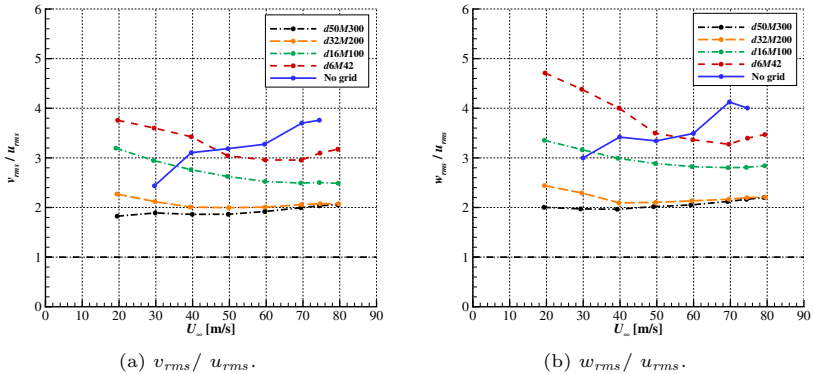 6
5
4
3
2
1
0
v_rms / u_rms
d50M300
d32M200
d16M100
d6M42
No grid
0 10 20 30 40 50 60 70 80 90
U∞ [m/s]
(a) v_rms/ u_rms.
6
5
4
3
2
1
0
w_rms / u_rms
d50M300
d32M200
d16M100
d6M42
No grid
0 10 20 30 40 50 60 70 80 90
U∞ [m/s]
(b) w_rms/ u_rms.